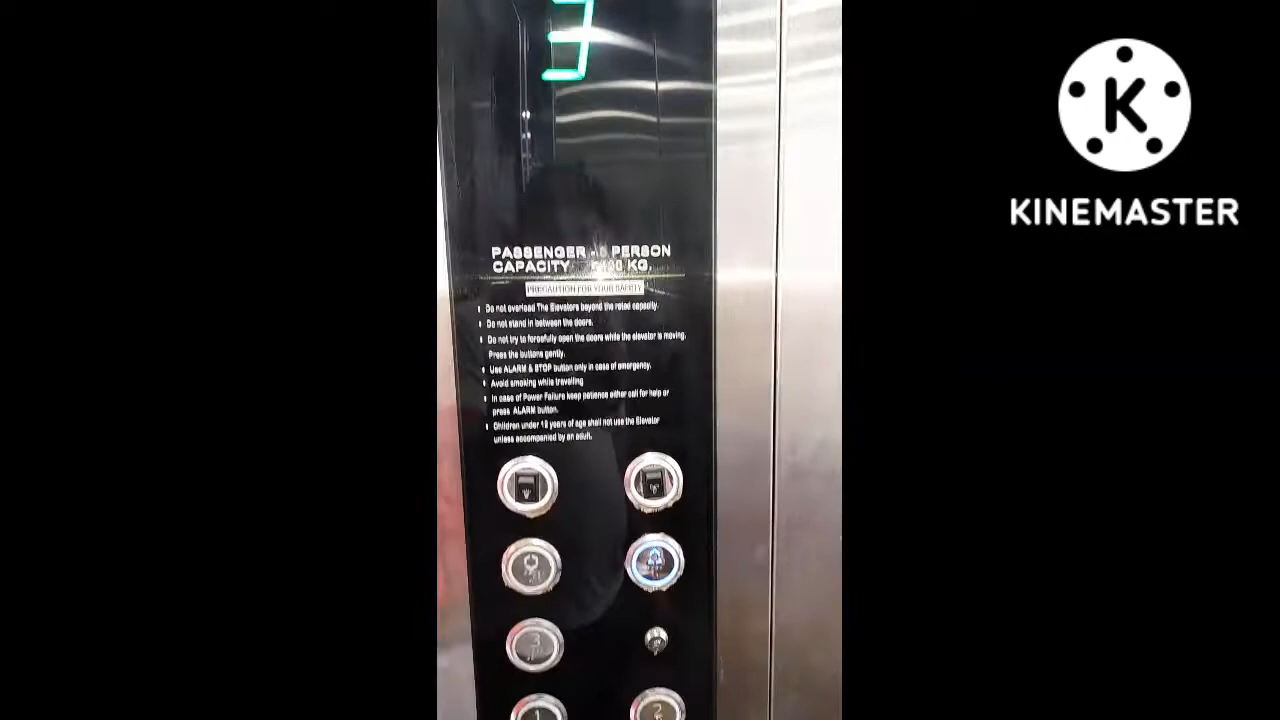 3
K
KINEMASTER
PASSENGER - PERSON
CAPACITY KG.
PRECAUTION FOR YOUR SAFETY
Do not overload The Elevators beyond the rated capacity.
Do not stand in between the doors.
Do not try to forcefully open the doors while the elevator is moving.
Press the buttons gently.
Use ALARM & STOP button only in case of emergency.
Avoid smoking while travelling
In case of Power Failure keep patience either call for help or
press ALARM button.
Children under 12 years of age shall not use the Elevator
unless accompanied by an adult.
3
1 2